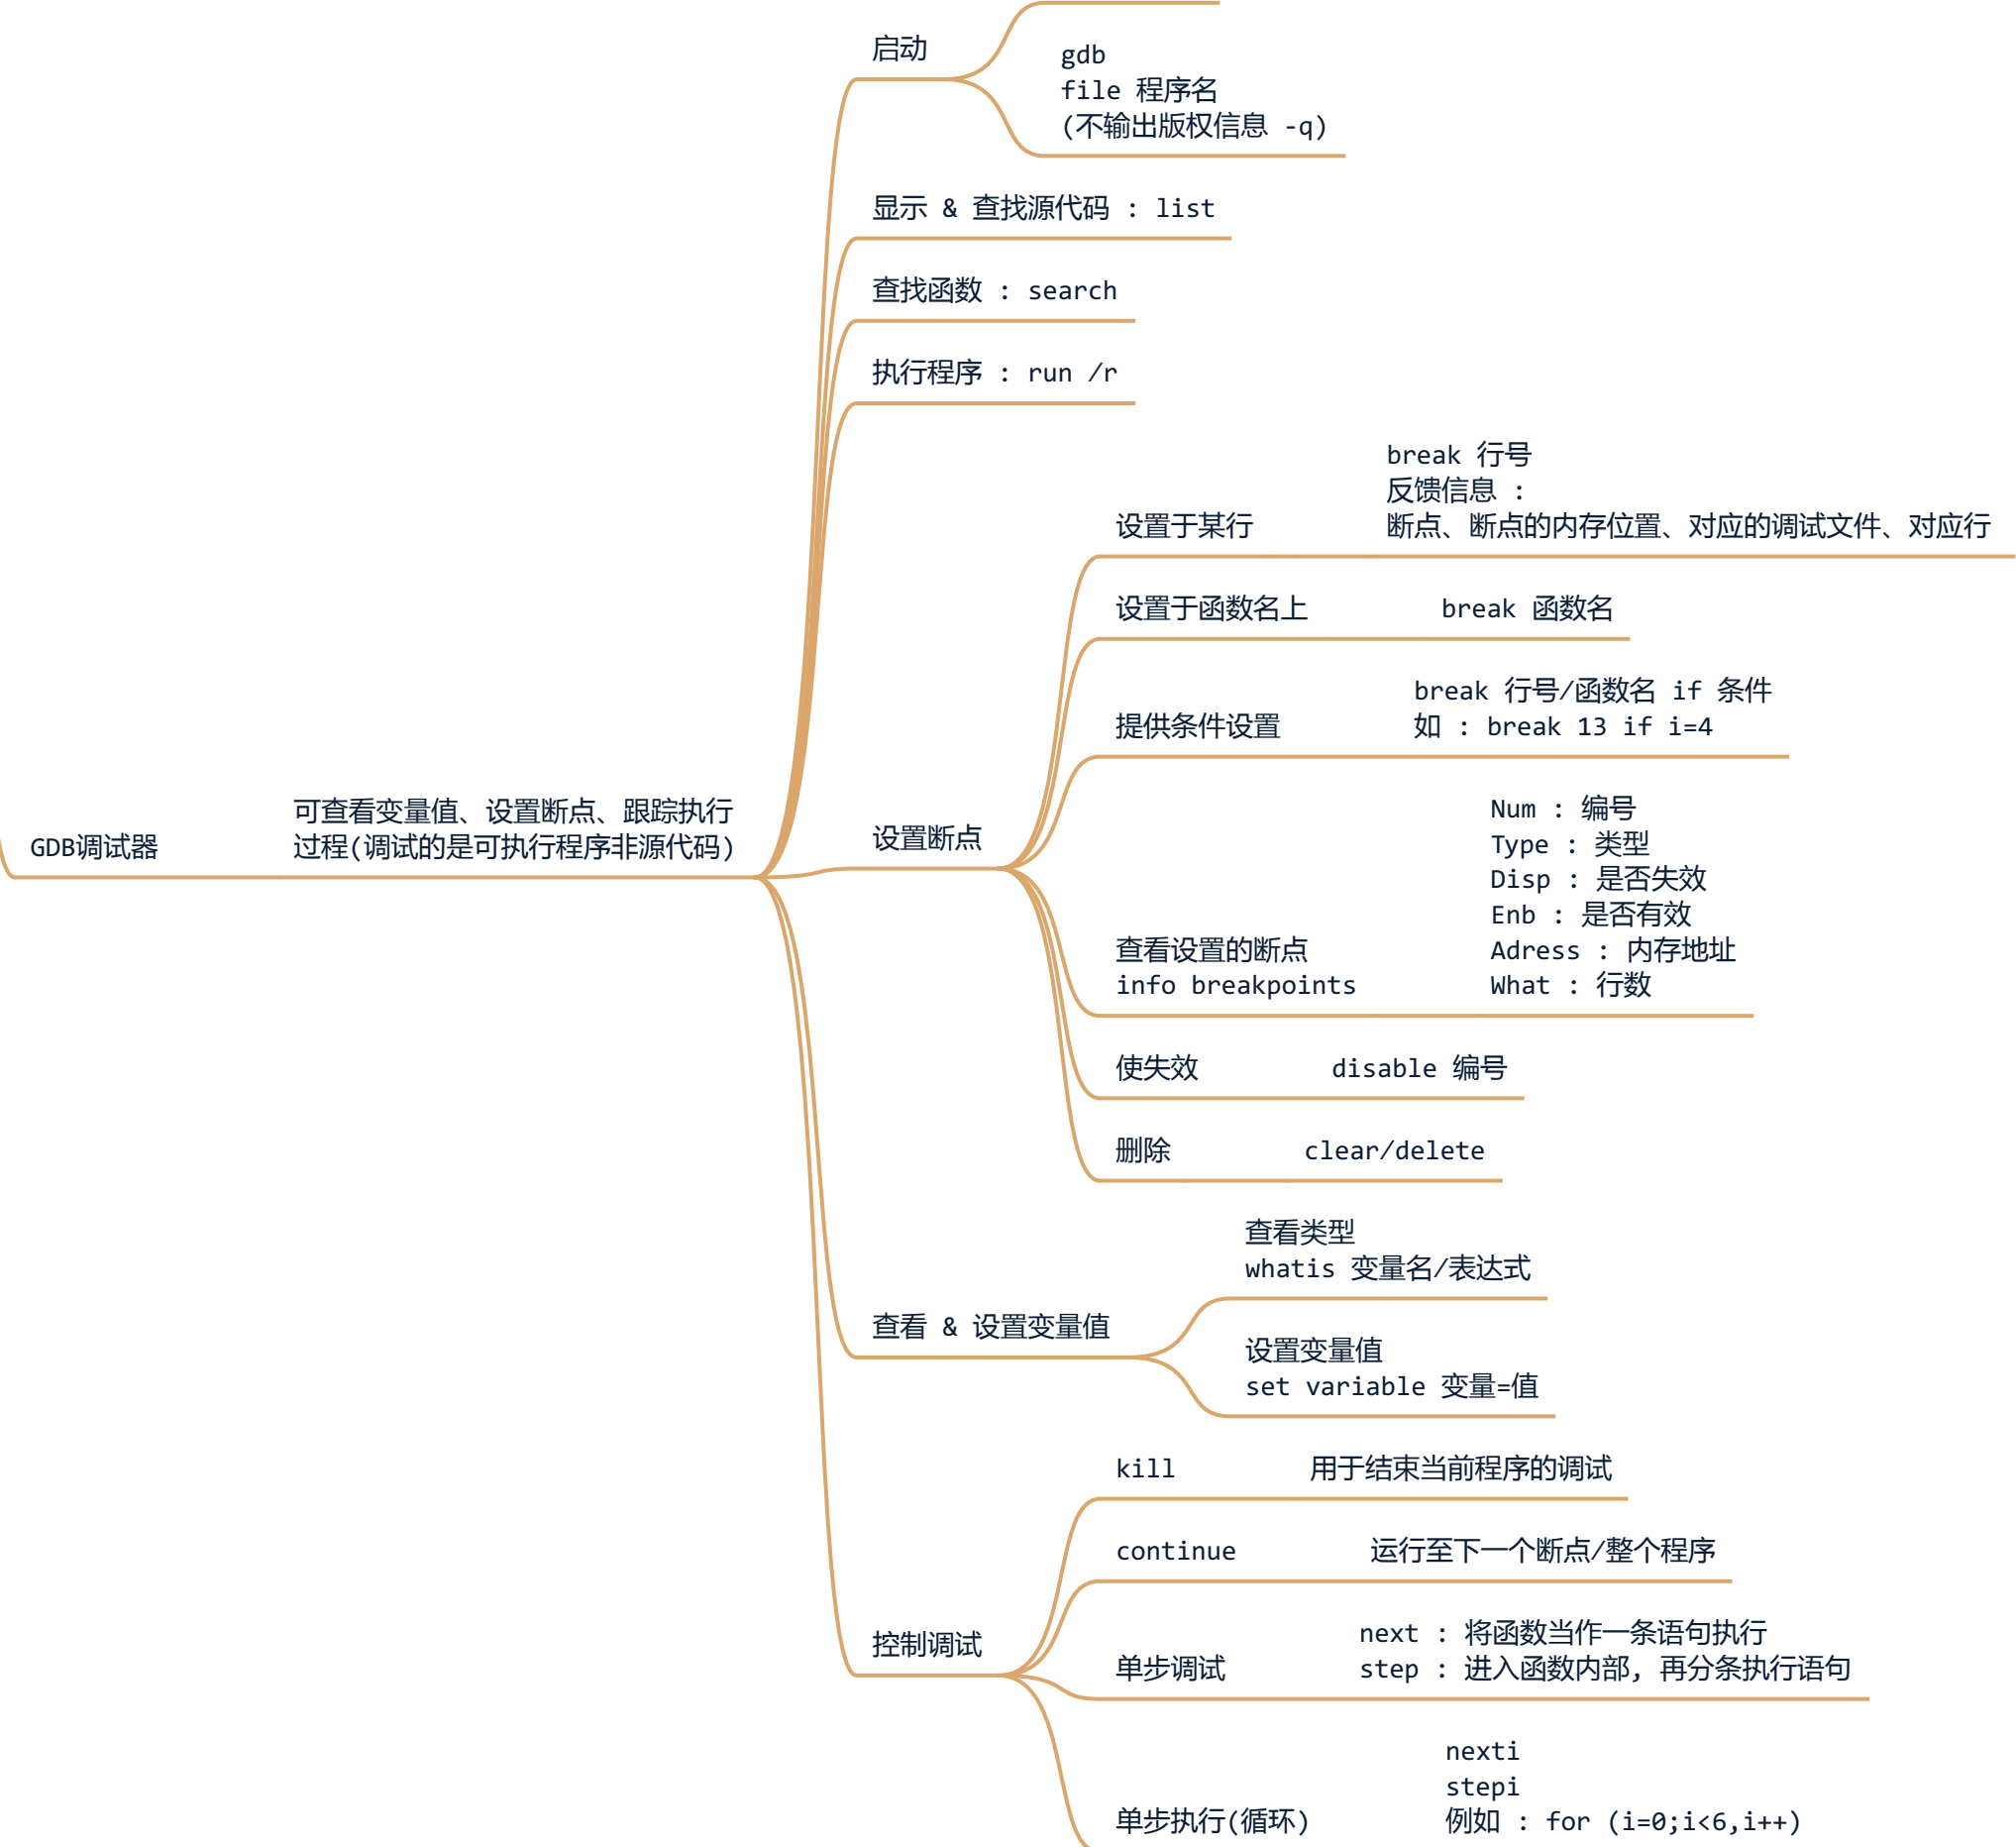 GDB调试器
可查看变量值、设置断点、跟踪执行
过程(调试的是可执行程序非源代码)
启动
gdb
file 程序名
(不输出版权信息 -q)
显示 & 查找源代码 : list
查找函数 : search
执行程序 : run /r
设置断点
设置于某行
break 行号
反馈信息 :
断点、断点的内存位置、对应的调试文件、对应行
设置于函数名上
break 函数名
提供条件设置
break 行号/函数名 if 条件
如 : break 13 if i=4
查看设置的断点
info breakpoints
Num : 编号
Type : 类型
Disp : 是否失效
Enb : 是否有效
Adress : 内存地址
What : 行数
使失效
disable 编号
删除
clear/delete
查看 & 设置变量值
查看类型
whatis 变量名/表达式
设置变量值
set variable 变量=值
控制调试
kill
用于结束当前程序的调试
continue
运行至下一个断点/整个程序
单步调试
next : 将函数当作一条语句执行
step : 进入函数内部, 再分条执行语句
单步执行(循环)
nexti
stepi
例如 : for (i=0;i<6,i++)